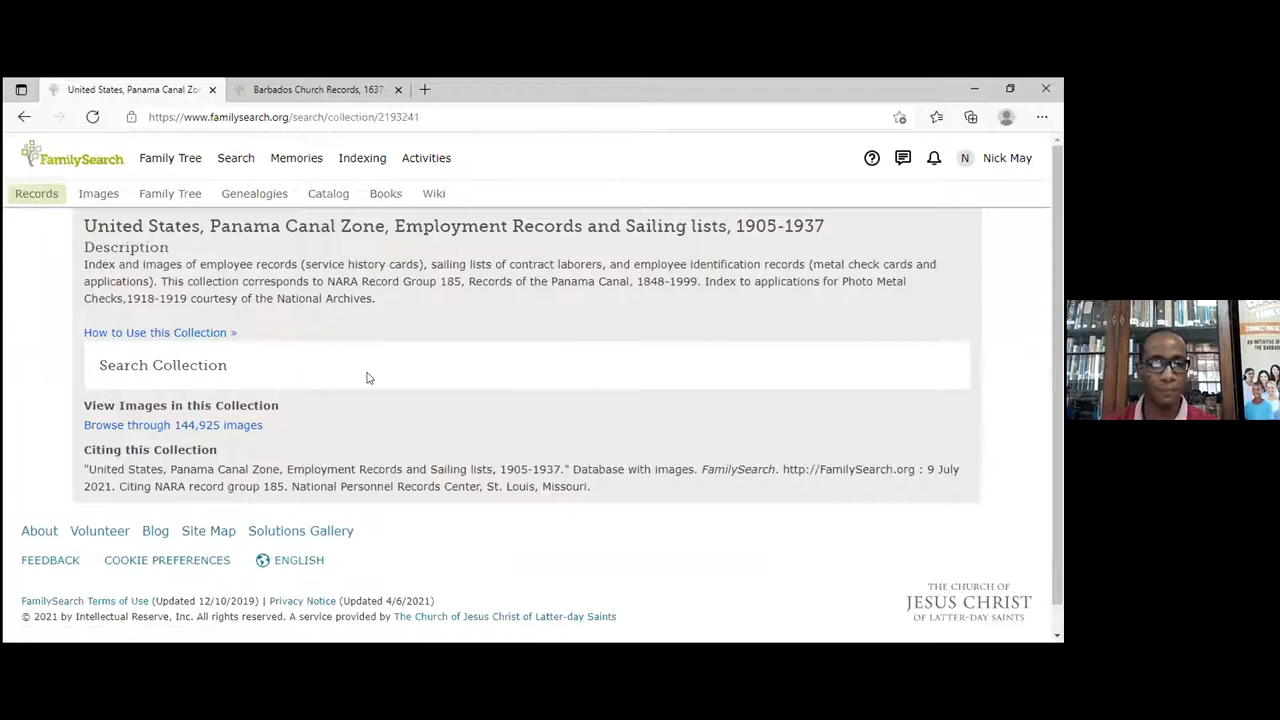 United States, Panama Canal Zo
Barbados Church Records, 1637-
https://www.familysearch.org/search/collection/2193241
FamilySearch
Family Tree
Search
Memories
Indexing
Activities
N
Nick May
Records
Images
Family Tree
Genealogies
Catalog
Books
Wiki
United States, Panama Canal Zone, Employment Records and Sailing lists, 1905-1937
Description
Index and images of employee records (service history cards), sailing lists of contract laborers, and employee identification records (metal check cards and
applications). This collection corresponds to NARA Record Group 185, Records of the Panama Canal, 1848-1999. Index to applications for Photo Metal
Checks,1918-1919 courtesy of the National Archives.
How to Use this Collection »
Search Collection
View Images in this Collection
Browse through 144,925 images
Citing this Collection
"United States, Panama Canal Zone, Employment Records and Sailing lists, 1905-1937." Database with images. FamilySearch. http://FamilySearch.org : 9 July
2021. Citing NARA record group 185. National Personnel Records Center, St. Louis, Missouri.
About
Volunteer
Blog
Site Map
Solutions Gallery
FEEDBACK
COOKIE PREFERENCES
ENGLISH
FamilySearch Terms of Use (Updated 12/10/2019) | Privacy Notice (Updated 4/6/2021)
© 2021 by Intellectual Reserve, Inc. All rights reserved. A service provided by The Church of Jesus Christ of Latter-day Saints
THE CHURCH OF
JESUS CHRIST
OF LATTER-DAY SAINTS
AN INITIATIVE O
THE BARBAD